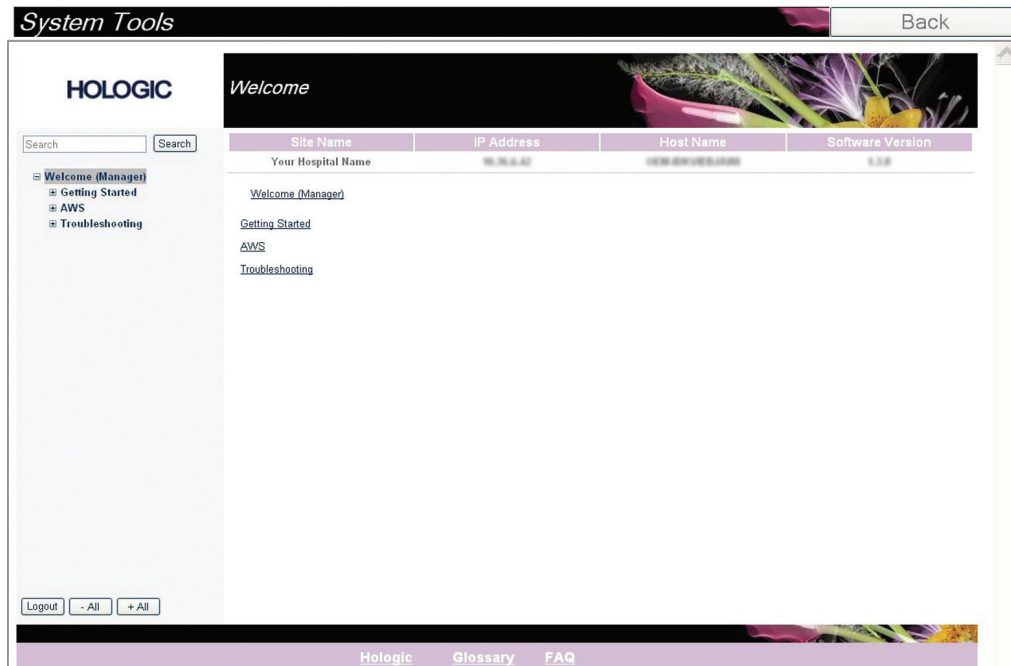 System Tools
Back
HOLOGIC
Welcome
Search
Search
Site Name IP Address Host Name Software Version
Your Hospital Name
Welcome (Manager)
Getting Started
AWS
Troubleshooting
Welcome (Manager)
Getting Started
AWS
Troubleshooting
Logout - All + All
Hologic Glossary FAQ